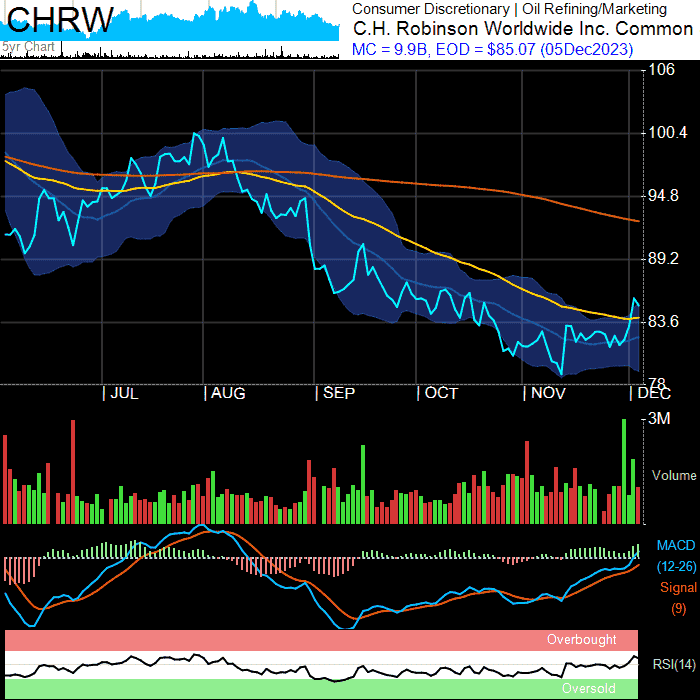 CHRW
Consumer Discretionary | Oil Refining/Marketing
C.H. Robinson Worldwide Inc. Common
5yr Chart
MC = 9.9B, EOD = $85.07 (05Dec2023)
106
100.4
94.8
89.2
83.6
78
| JUL | AUG | SEP | OCT | NOV | DEC
3M
Volume
MACD
(12-26)
Signal
(9)
Overbought
RSI(14)
Oversold